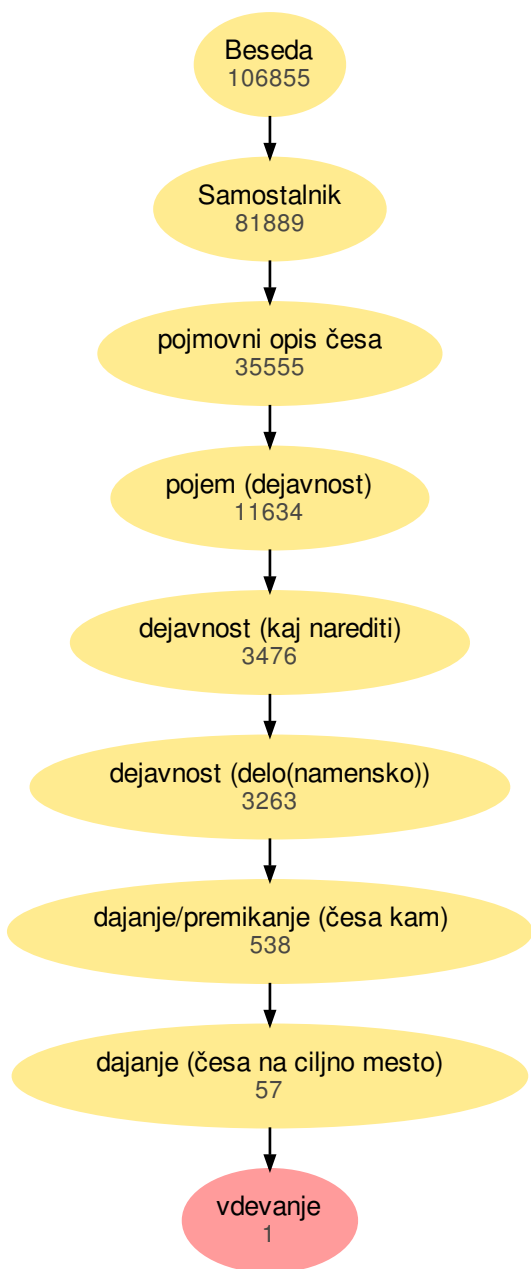 Beseda
106855
Samostalnik
81889
pojmovni opis česa
35555
pojem (dejavnost)
11634
dejavnost (kaj narediti)
3476
dejavnost (delo(namensko))
3263
dajanje/premikanje (česa kam)
538
dajanje (česa na ciljno mesto)
57
vdevanje
1